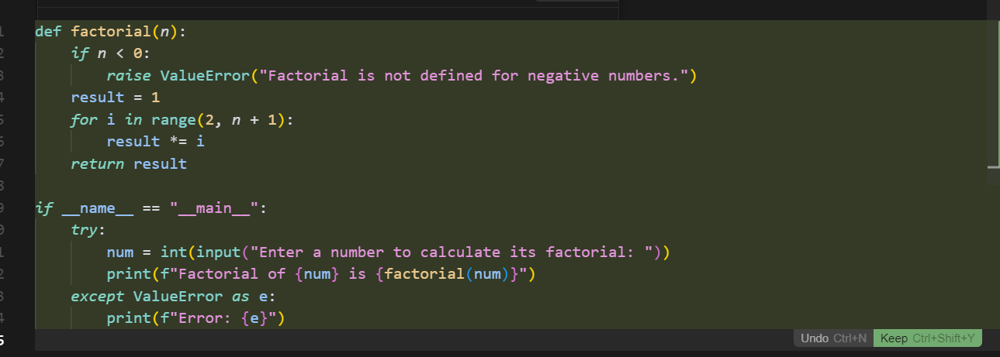 def factorial(n):
    if n < 0:
        raise ValueError("Factorial is not defined for negative numbers.")
    result = 1
    for i in range(2, n + 1):
        result *= i
    return result

if __name__ == "__main__":
    try:
        num = int(input("Enter a number to calculate its factorial: "))
        print(f"Factorial of {num} is {factorial(num)}")
    except ValueError as e:
        print(f"Error: {e}")
Undo Ctrl+N Keep Ctrl+Shift+Y